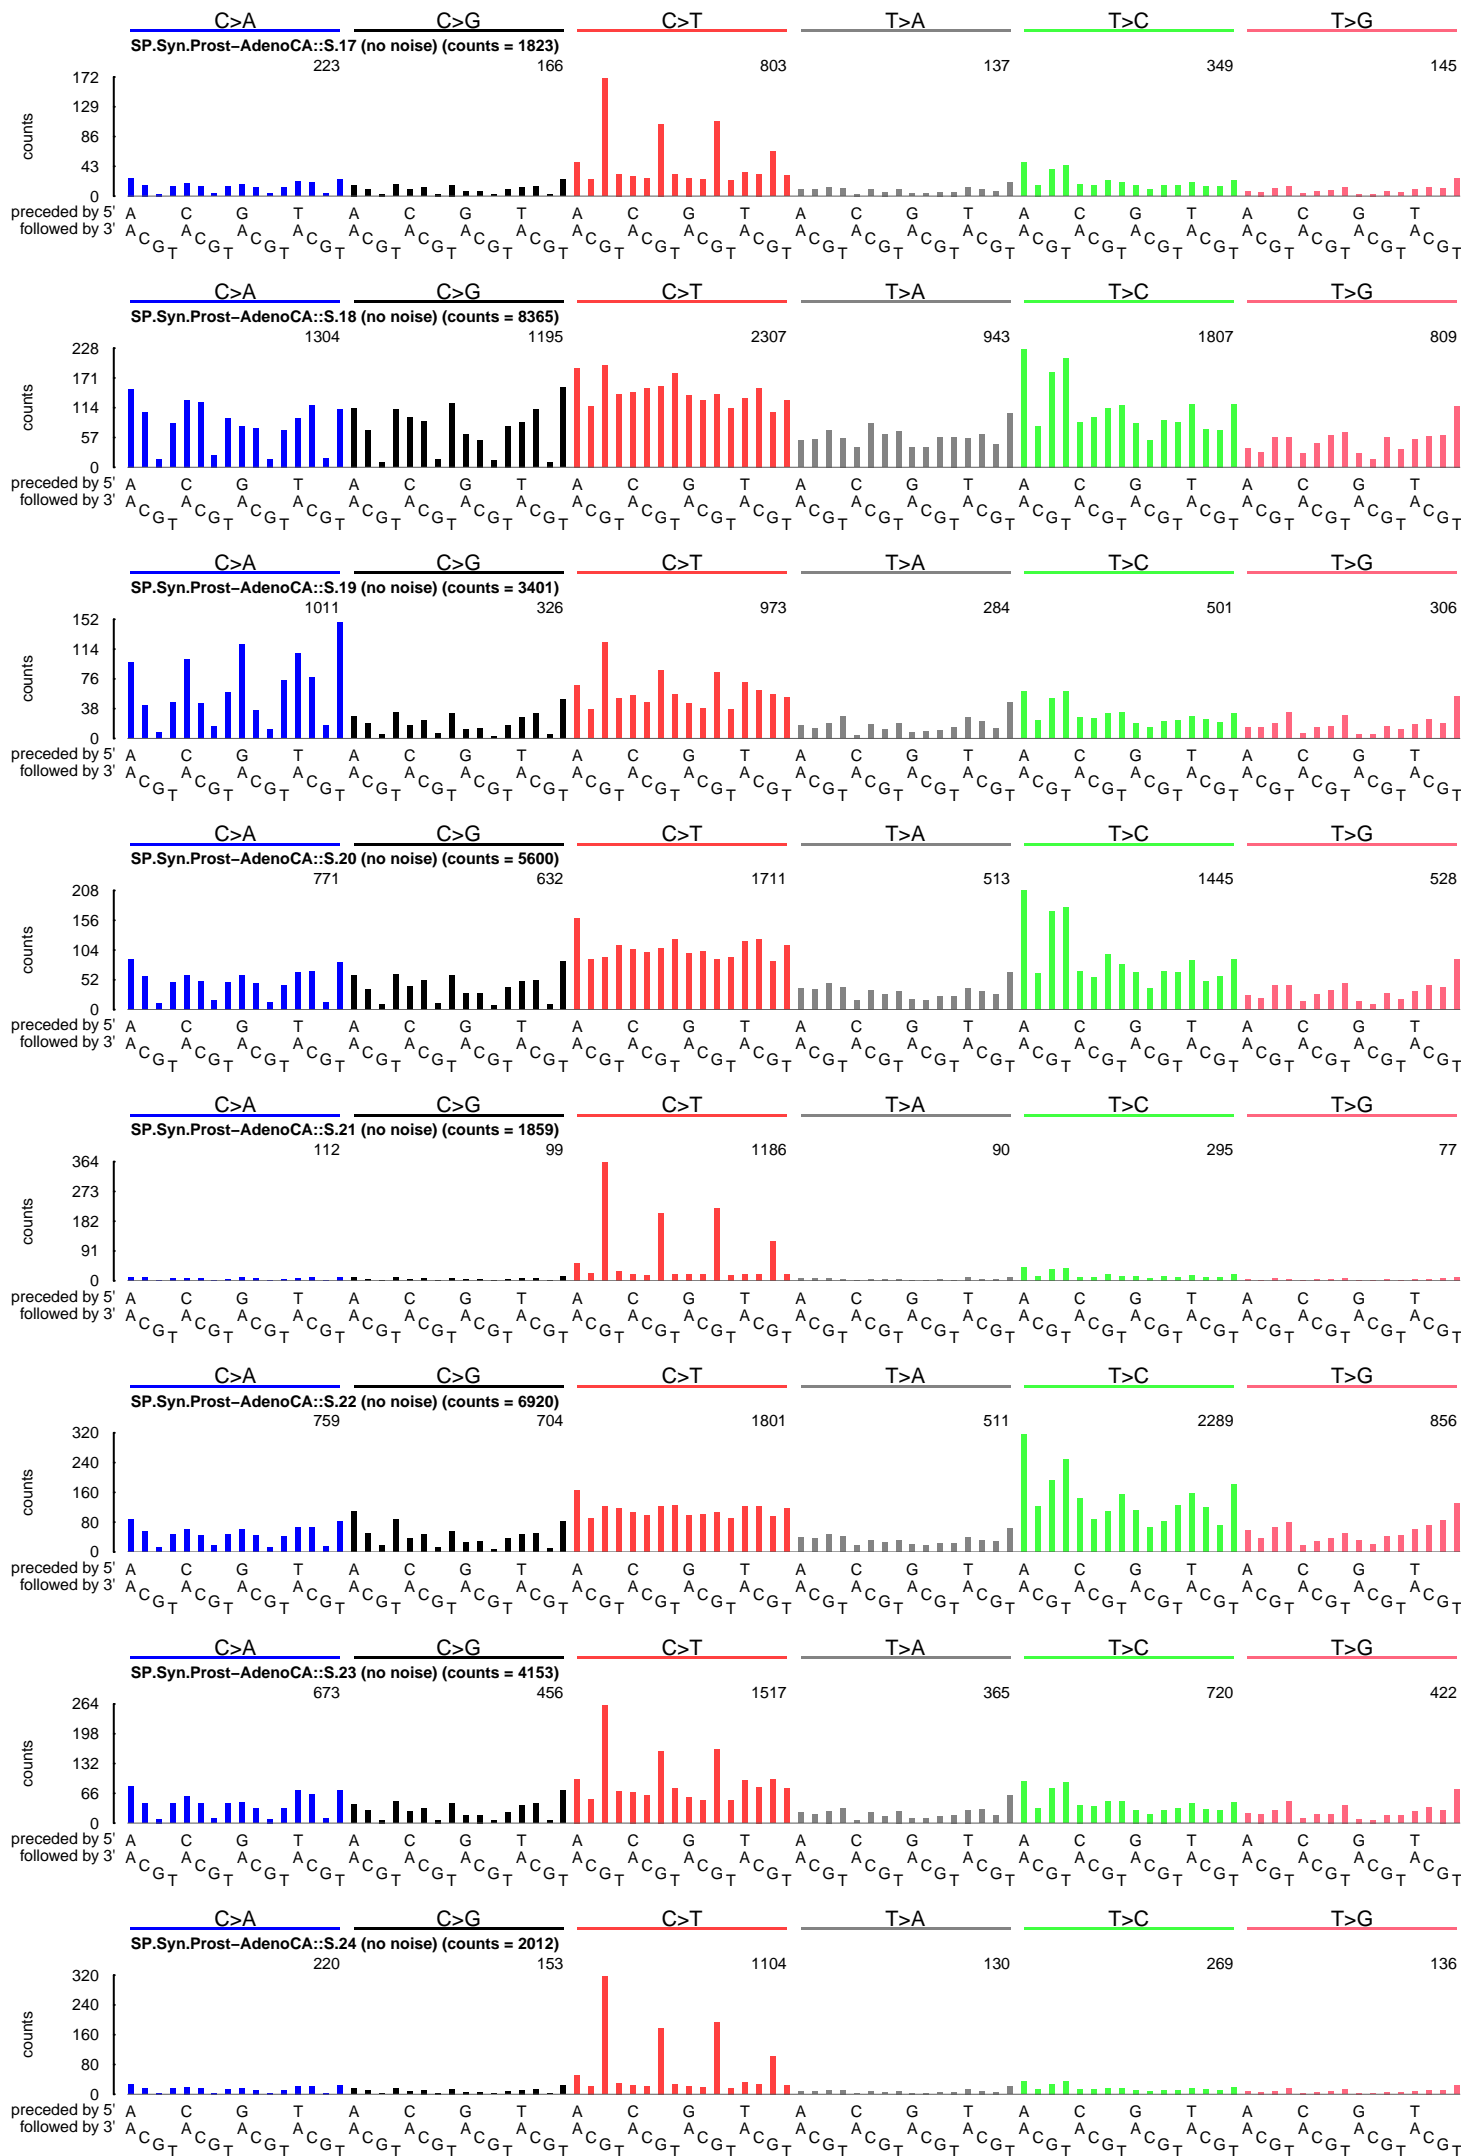 C>A C>G C>T T>A T>C T>G
SP.Syn.Prost−AdenoCA::S.17 (no noise) (counts = 1823)
223 166 803 137 349 145
172
129
86
43
0
counts
preceded by 5' A C G T A C G T A C G T A C G T A C G T A C G T
followed by 3' A C G T A C G T A C G T A C G T A C G T A C G T A C G T A C G T A C G T A C G T A C G T A C G T A C G T A C G T A C G T A C G T A C G T A C G T A C G T A C G T A C G T A C G T A C G T A C G T
C>A C>G C>T T>A T>C T>G
SP.Syn.Prost−AdenoCA::S.18 (no noise) (counts = 8365)
1304 1195 2307 943 1807 809
228
171
114
57
0
counts
preceded by 5' A C G T A C G T A C G T A C G T A C G T A C G T
followed by 3' A C G T A C G T A C G T A C G T A C G T A C G T A C G T A C G T A C G T A C G T A C G T A C G T A C G T A C G T A C G T A C G T A C G T A C G T A C G T A C G T A C G T A C G T A C G T A C G T
C>A C>G C>T T>A T>C T>G
SP.Syn.Prost−AdenoCA::S.19 (no noise) (counts = 3401)
1011 326 973 284 501 306
152
114
76
38
0
counts
preceded by 5' A C G T A C G T A C G T A C G T A C G T A C G T
followed by 3' A C G T A C G T A C G T A C G T A C G T A C G T A C G T A C G T A C G T A C G T A C G T A C G T A C G T A C G T A C G T A C G T A C G T A C G T A C G T A C G T A C G T A C G T A C G T A C G T
C>A C>G C>T T>A T>C T>G
SP.Syn.Prost−AdenoCA::S.20 (no noise) (counts = 5600)
771 632 1711 513 1445 528
208
156
104
52
0
counts
preceded by 5' A C G T A C G T A C G T A C G T A C G T A C G T
followed by 3' A C G T A C G T A C G T A C G T A C G T A C G T A C G T A C G T A C G T A C G T A C G T A C G T A C G T A C G T A C G T A C G T A C G T A C G T A C G T A C G T A C G T A C G T A C G T A C G T
C>A C>G C>T T>A T>C T>G
SP.Syn.Prost−AdenoCA::S.21 (no noise) (counts = 1859)
112 99 1186 90 295 77
364
273
182
91
0
counts
preceded by 5' A C G T A C G T A C G T A C G T A C G T A C G T
followed by 3' A C G T A C G T A C G T A C G T A C G T A C G T A C G T A C G T A C G T A C G T A C G T A C G T A C G T A C G T A C G T A C G T A C G T A C G T A C G T A C G T A C G T A C G T A C G T A C G T
C>A C>G C>T T>A T>C T>G
SP.Syn.Prost−AdenoCA::S.22 (no noise) (counts = 6920)
759 704 1801 511 2289 856
320
240
160
80
0
counts
preceded by 5' A C G T A C G T A C G T A C G T A C G T A C G T
followed by 3' A C G T A C G T A C G T A C G T A C G T A C G T A C G T A C G T A C G T A C G T A C G T A C G T A C G T A C G T A C G T A C G T A C G T A C G T A C G T A C G T A C G T A C G T A C G T A C G T
C>A C>G C>T T>A T>C T>G
SP.Syn.Prost−AdenoCA::S.23 (no noise) (counts = 4153)
673 456 1517 365 720 422
264
198
132
66
0
counts
preceded by 5' A C G T A C G T A C G T A C G T A C G T A C G T
followed by 3' A C G T A C G T A C G T A C G T A C G T A C G T A C G T A C G T A C G T A C G T A C G T A C G T A C G T A C G T A C G T A C G T A C G T A C G T A C G T A C G T A C G T A C G T A C G T A C G T
C>A C>G C>T T>A T>C T>G
SP.Syn.Prost−AdenoCA::S.24 (no noise) (counts = 2012)
220 153 1104 130 269 136
320
240
160
80
0
counts
preceded by 5' A C G T A C G T A C G T A C G T A C G T A C G T
followed by 3' A C G T A C G T A C G T A C G T A C G T A C G T A C G T A C G T A C G T A C G T A C G T A C G T A C G T A C G T A C G T A C G T A C G T A C G T A C G T A C G T A C G T A C G T A C G T A C G T